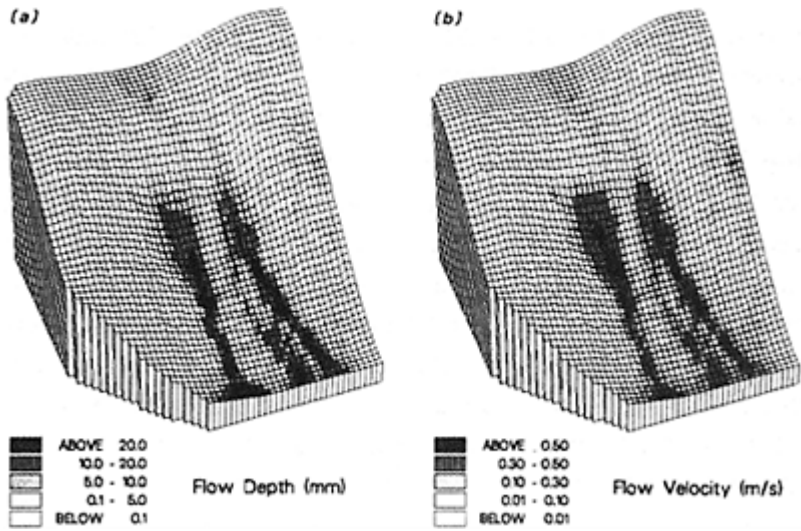 (a)
ABOVE 20.0
10.0 - 20.0
5.0 - 10.0
0.1 - 5.0
BELOW 0.1
Flow Depth (mm)
(b)
ABOVE 0.50
0.30 - 0.50
0.10 - 0.30
0.01 - 0.10
BELOW 0.01
Flow Velocity (m/s)